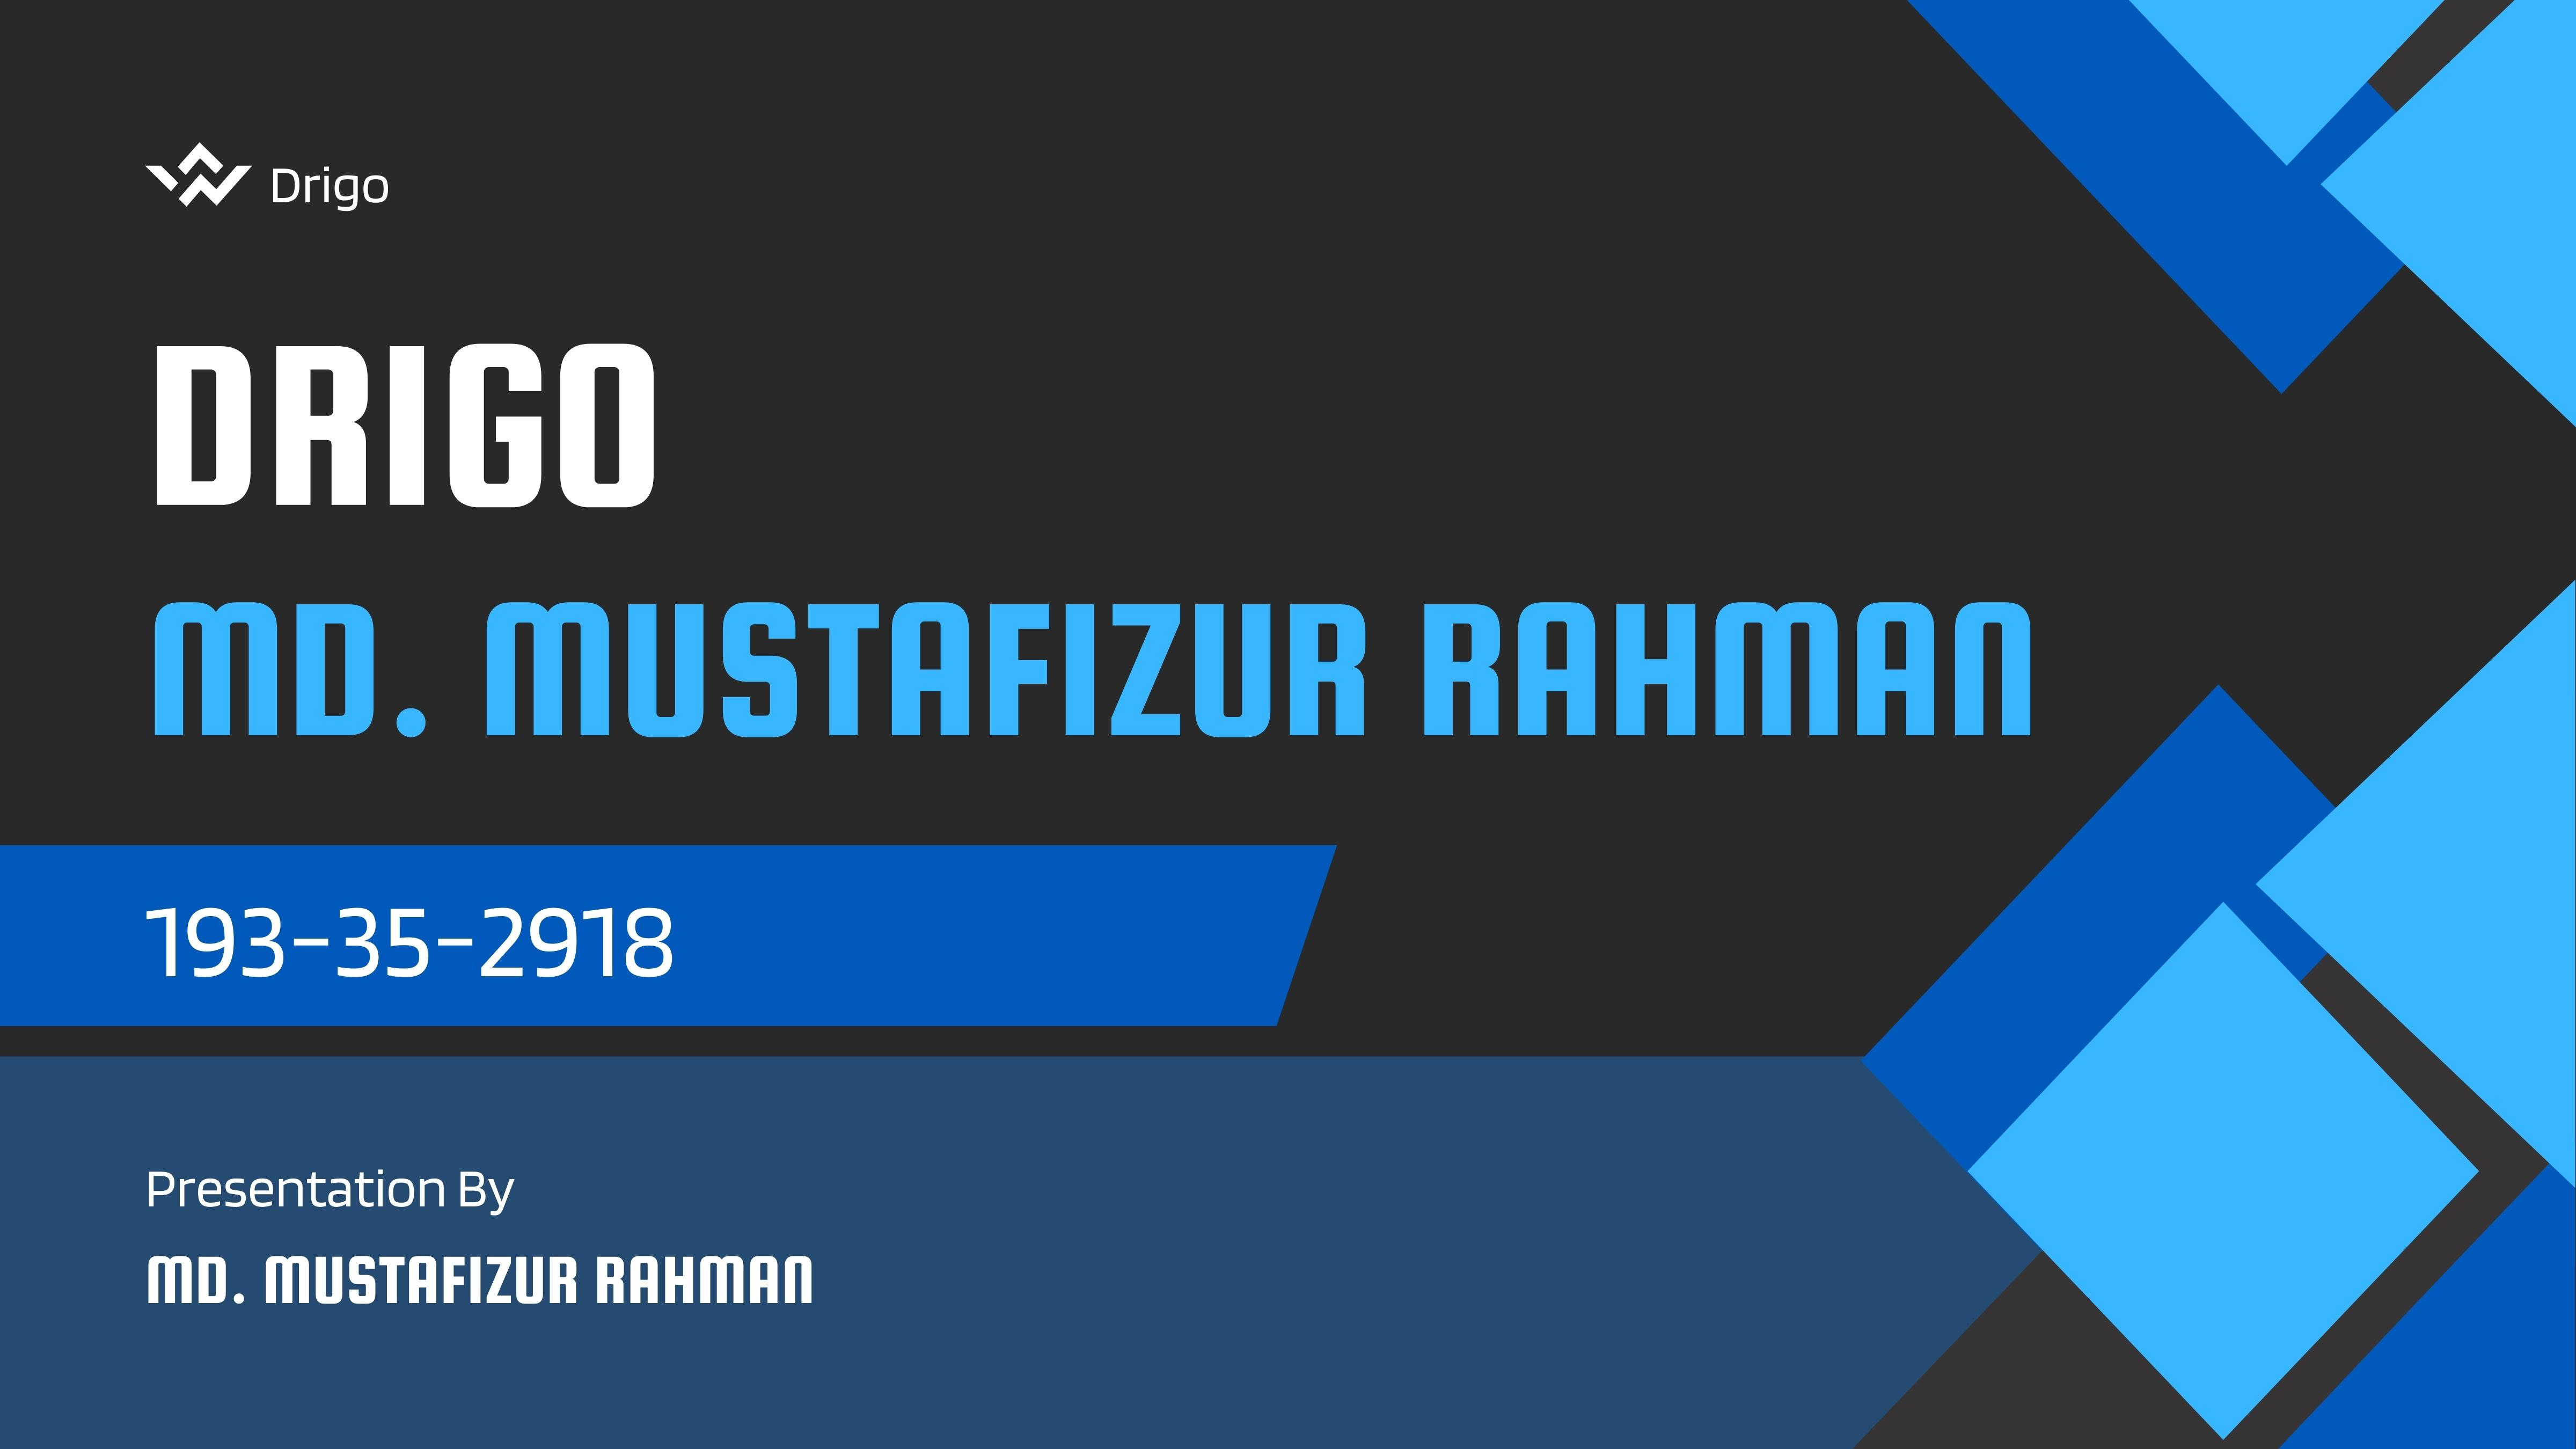 Drigo
DRIGO
MD. MUSTAFIZUR RAHMAN
193-35-2918
Presentation By
MD. MUSTAFIZUR RAHMAN